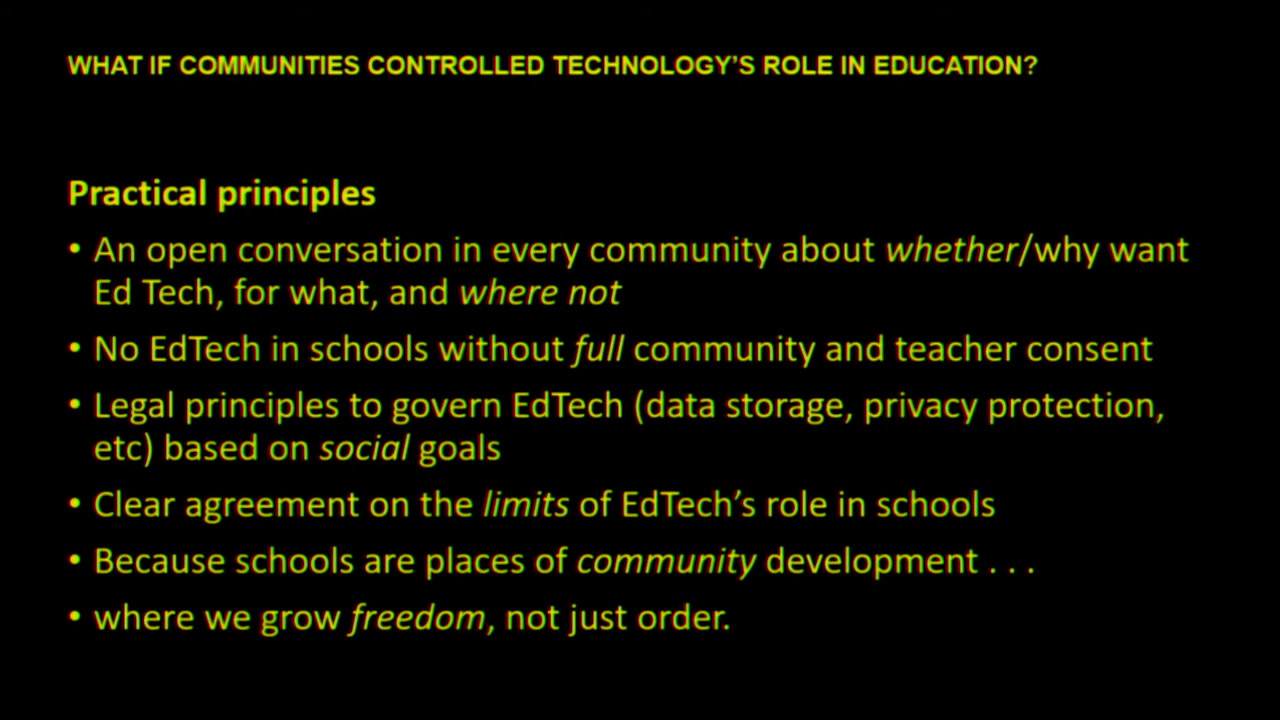 WHAT IF COMMUNITIES CONTROLLED TECHNOLOGY’S ROLE IN EDUCATION?
Practical principles
• An open conversation in every community about whether/why want
Ed Tech, for what, and where not
• No EdTech in schools without full community and teacher consent
• Legal principles to govern EdTech (data storage, privacy protection,
etc) based on social goals
• Clear agreement on the limits of EdTech’s role in schools
• Because schools are places of community development . . .
• where we grow freedom, not just order.